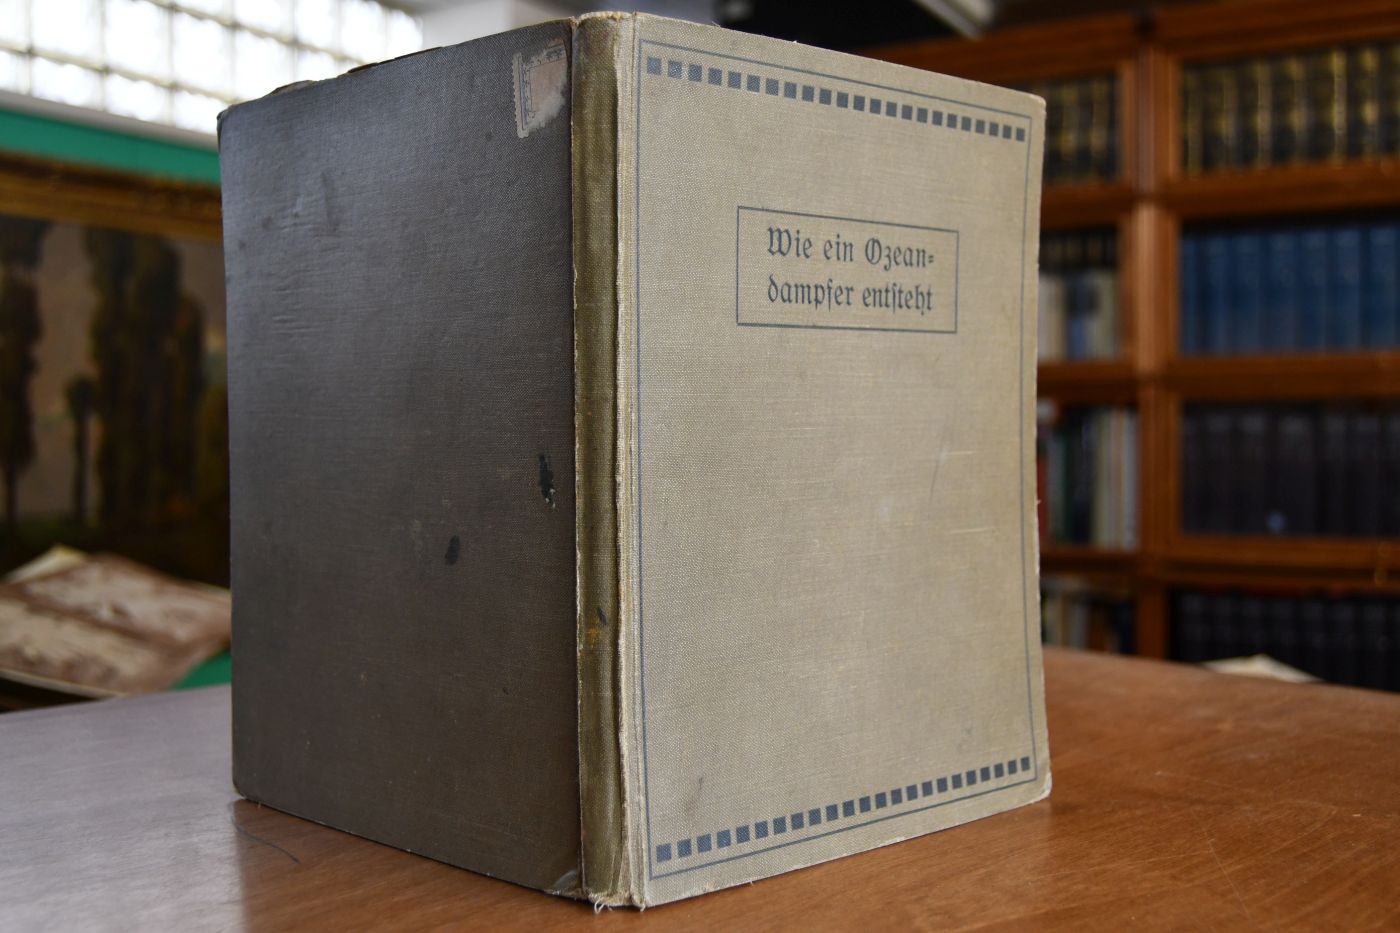 Wie ein Ozean-
dampfer entsteht